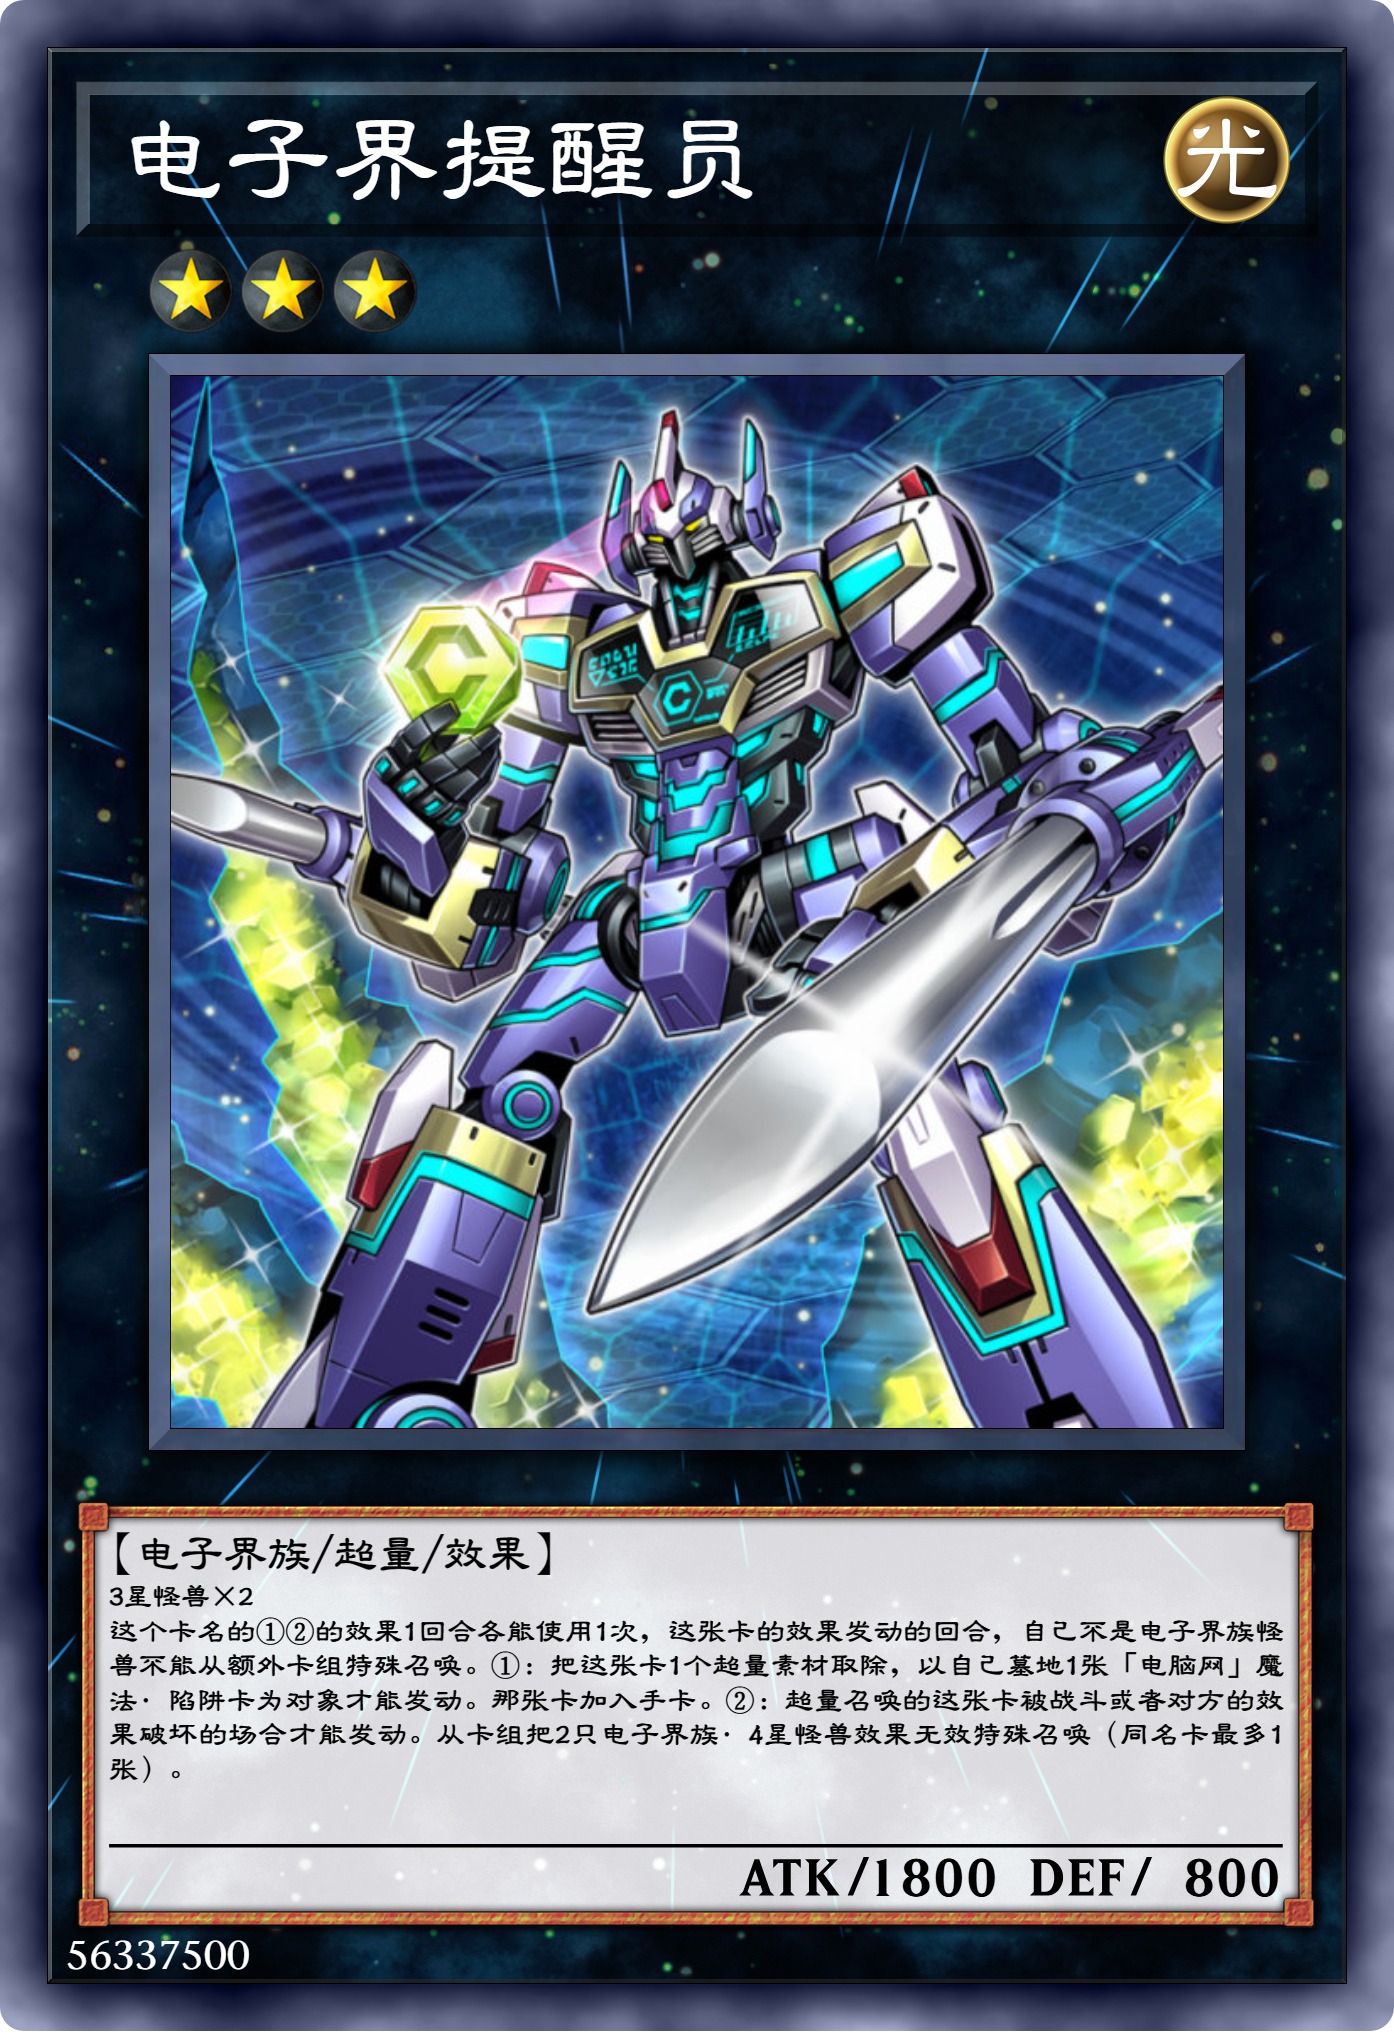 电子界提醒员
光
【电子界族/超量/效果】
3星怪兽×2
这个卡名的①②的效果1回合各能使用1次，这张卡的效果发动的回合，自己不是电子界族怪
兽不能从额外卡组特殊召唤。①：把这张卡1个超量素材取除，以自己墓地1张「电脑网」魔
法·陷阱卡为对象才能发动。那张卡加入手卡。②：超量召唤的这张卡被战斗或者对方的效
果破坏的场合才能发动。从卡组把2只电子界族·4星怪兽效果无效特殊召唤（同名卡最多1
张）。
ATK/1800 DEF/ 800
56337500